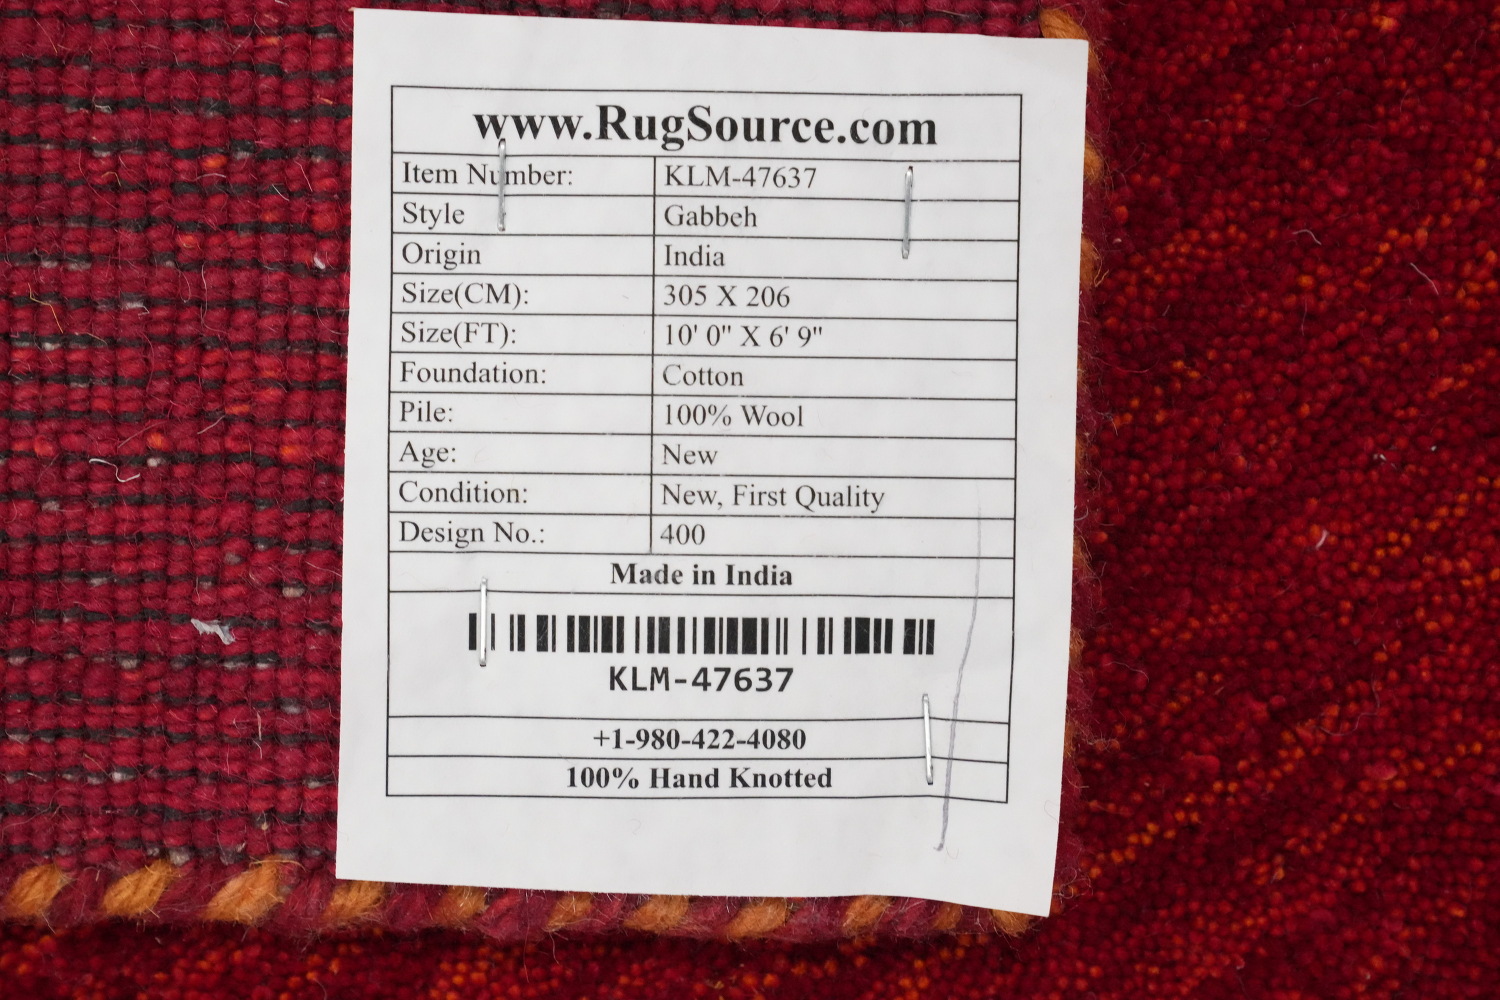 www.RugSource.com
Item Number: KLM-47637
Style Gabbeh
Origin India
Size(CM): 305 X 206
Size(FT): 10' 0" X 6' 9"
Foundation: Cotton
Pile: 100% Wool
Age: New
Condition: New, First Quality
Design No.: 400
Made in India
KLM-47637
+1-980-422-4080
100% Hand Knotted